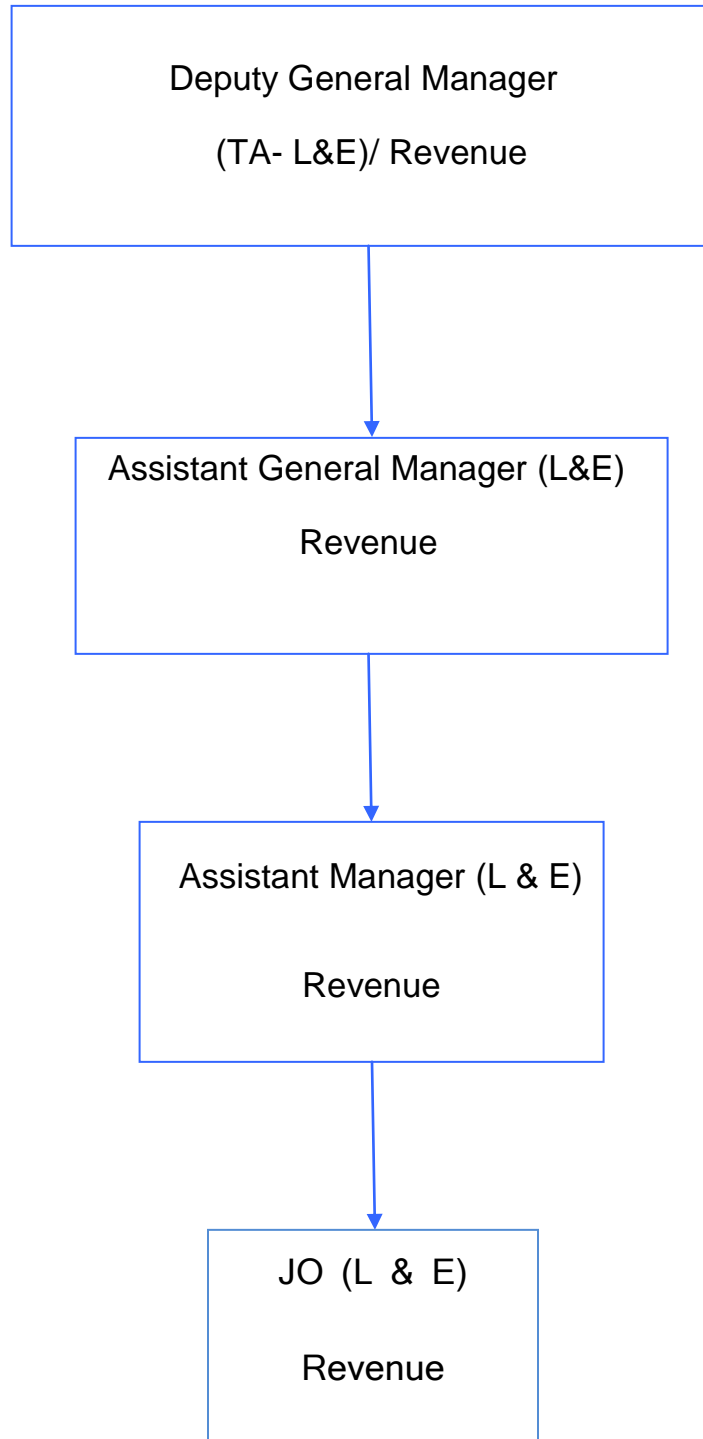 Deputy General Manager
(TA- L&E)/ Revenue
Assistant General Manager (L&E)
Revenue
Assistant Manager (L & E)
Revenue
JO (L & E)
Revenue